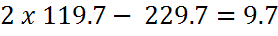 2 x 119.7 − 229.7 = 9.7